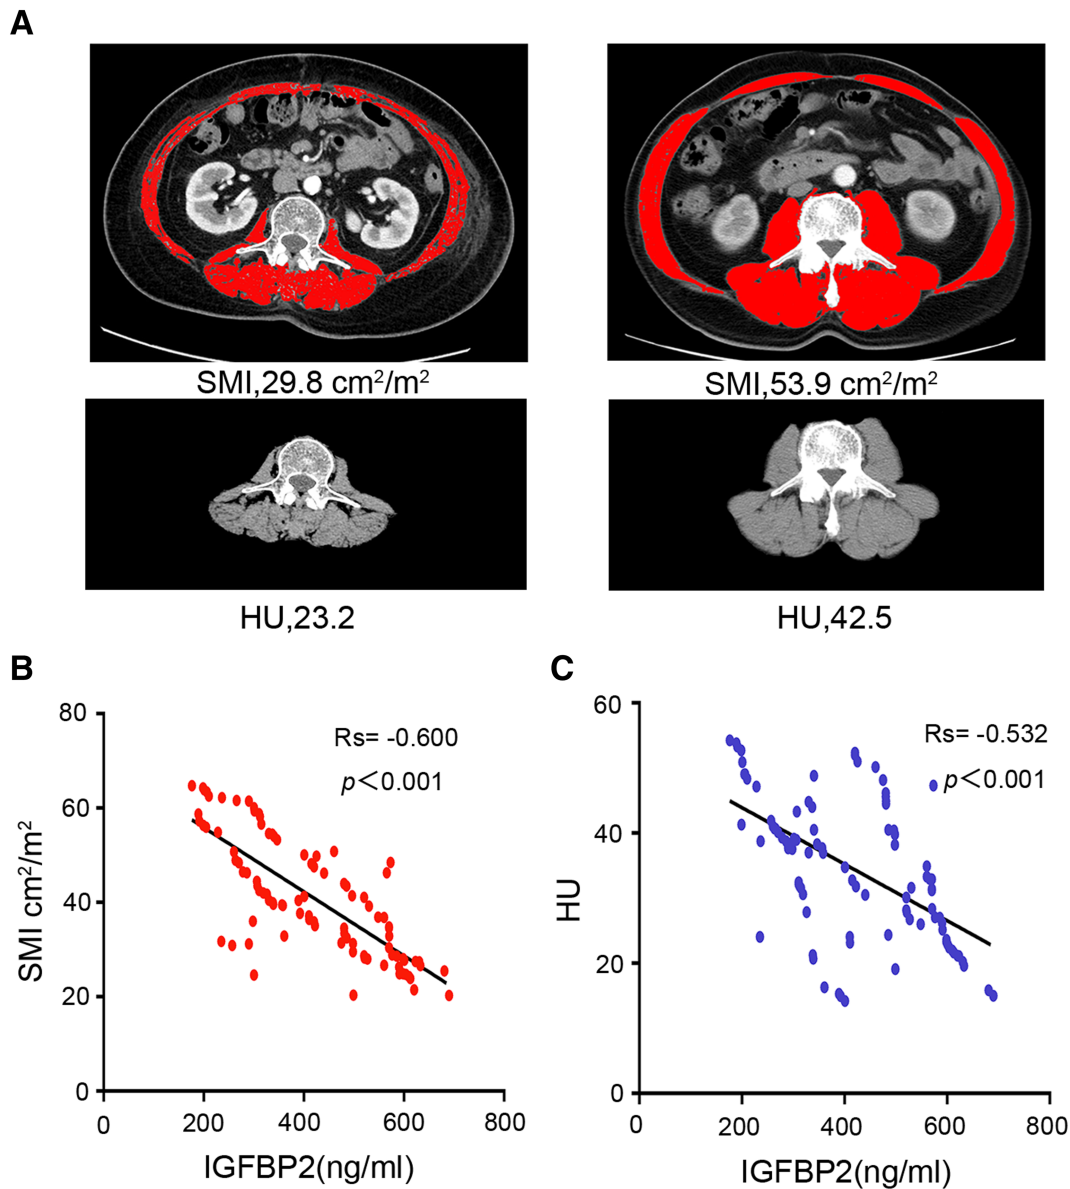 A
SMI,29.8 cm²/m²
SMI,53.9 cm²/m²
HU,23.2
HU,42.5
B
80
60
40
20
0
SMI cm²/m²
Rs= -0.600
p<0.001
0
200
400
600
800
IGFBP2(ng/ml)
C
60
40
20
0
HU
Rs= -0.532
p<0.001
0
200
400
600
800
IGFBP2(ng/ml)